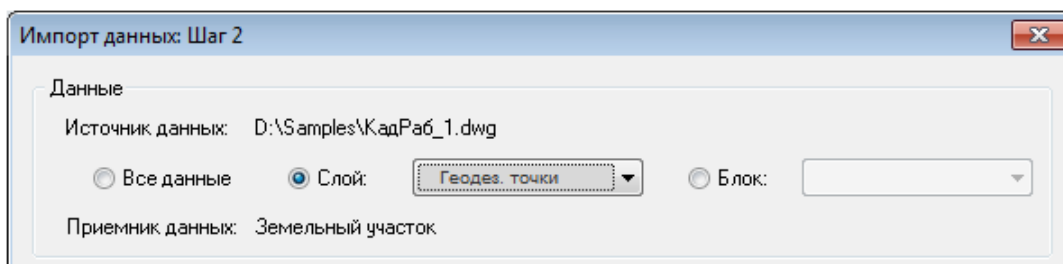 Импорт данных: Шаг 2
Данные
Источник данных: D:\Samples\КадРаб_1.dwg
Все данные Слой: Геодез. точки Блок:
Приемник данных: Земельный участок